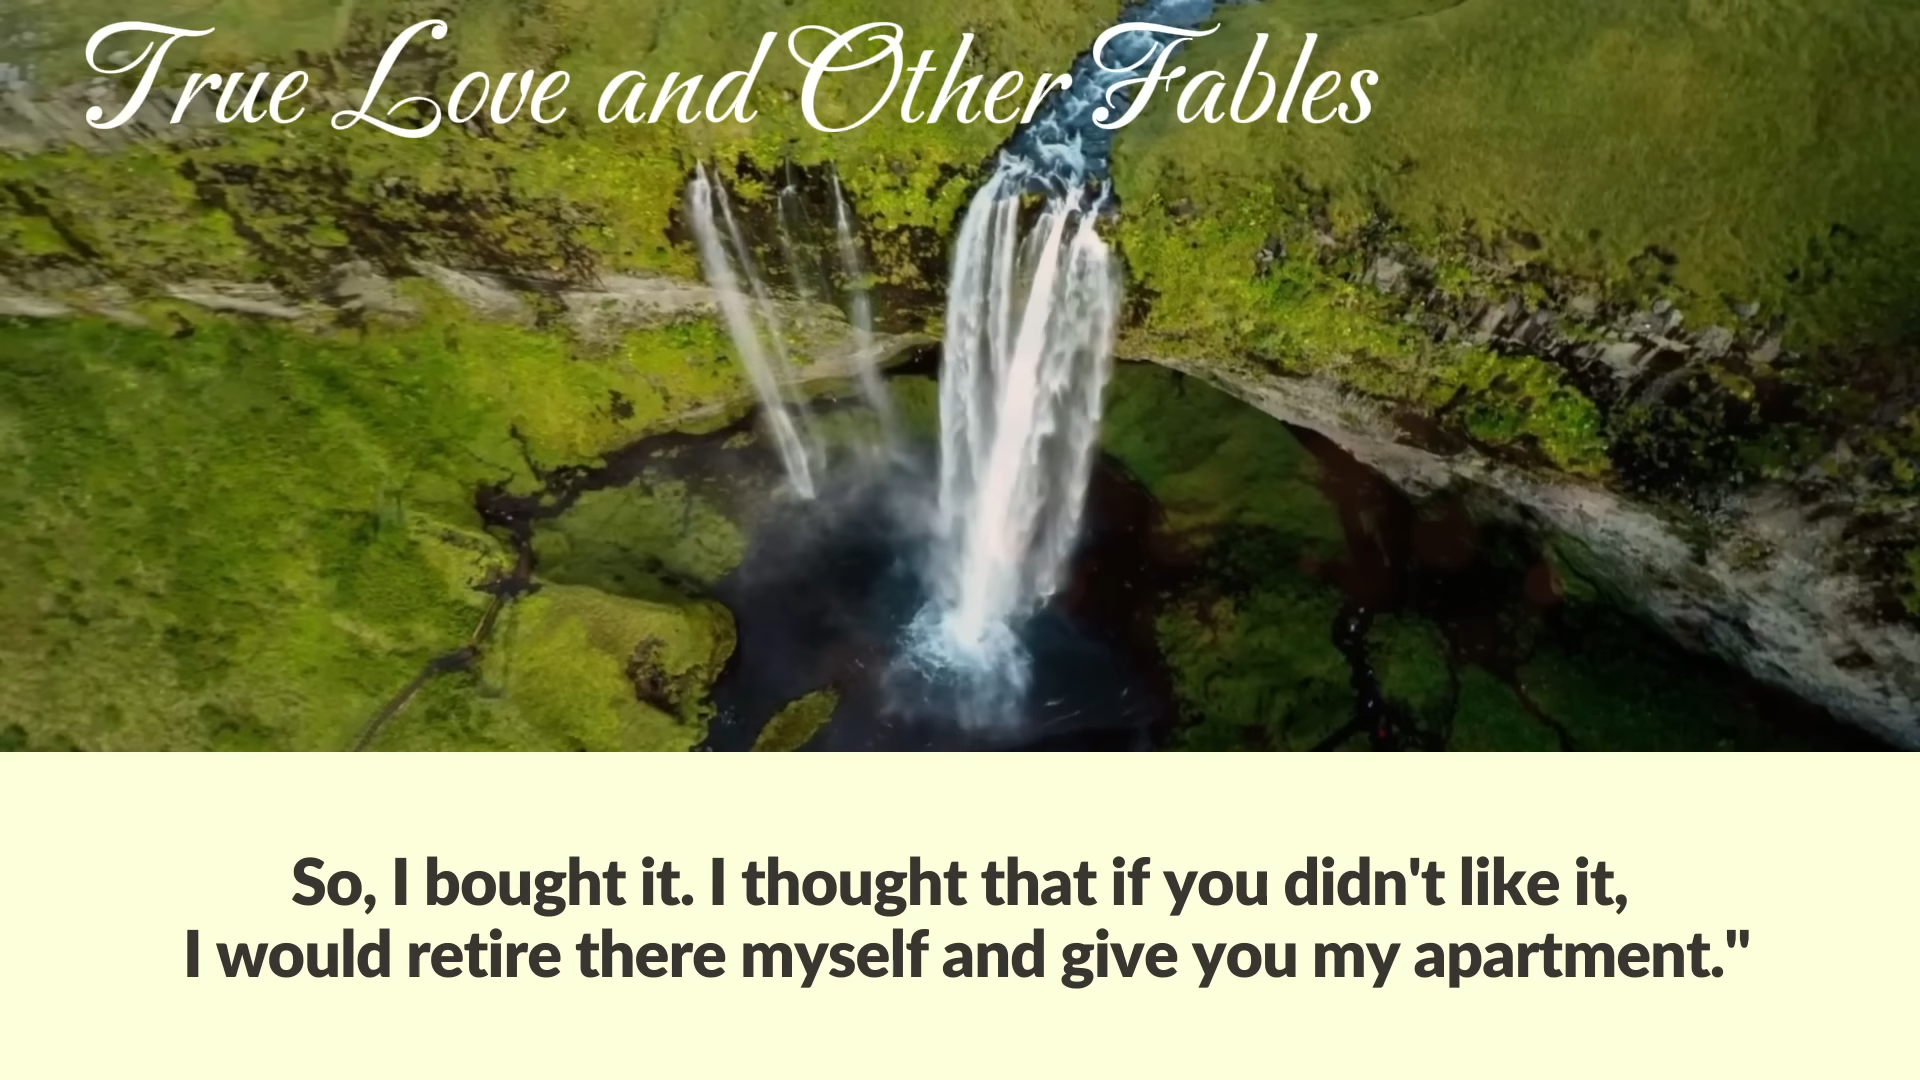 True Love and Other Fables
So, I bought it. I thought that if you didn't like it,
I would retire there myself and give you my apartment."